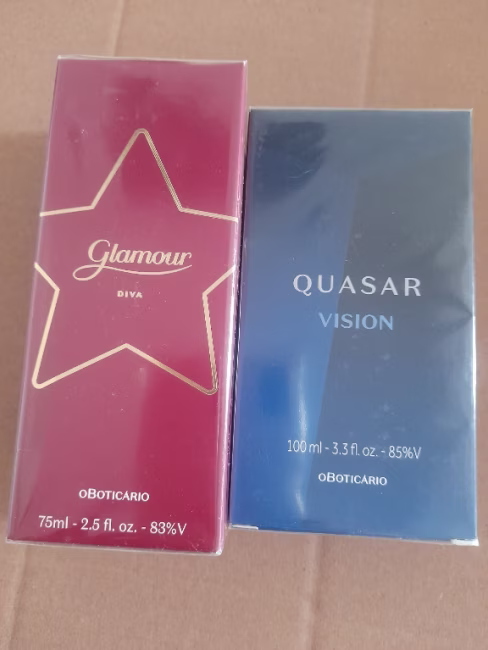 Glamour
DIVA
oBOTICÁRIO
75ml - 2.5 fl. oz. - 83%V
QUASAR
VISION
100 ml - 3.3 fl. oz. - 85%V
oBOTICÁRIO